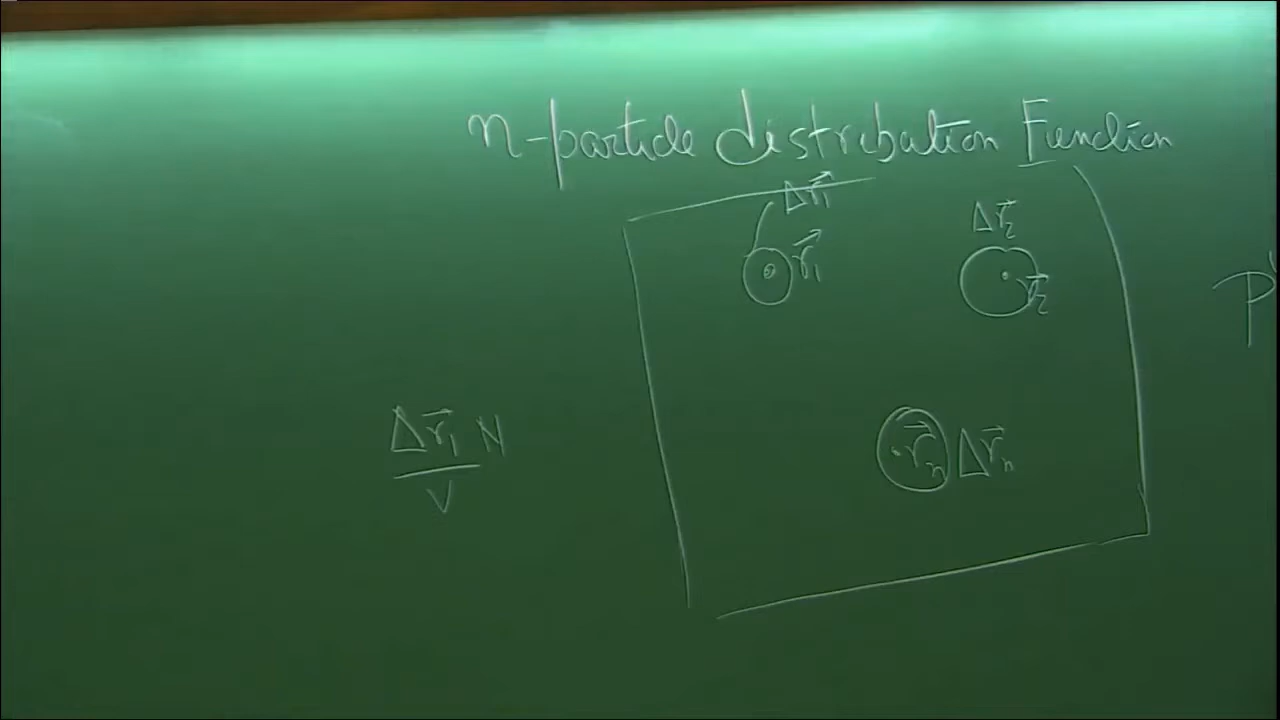 n-particle distribution Function
Δr⃗₁
Δr⃗₂
r⃗₁
r⃗₂
P
Δr⃗₁ N
V
r⃗ₙ Δr⃗ₙ